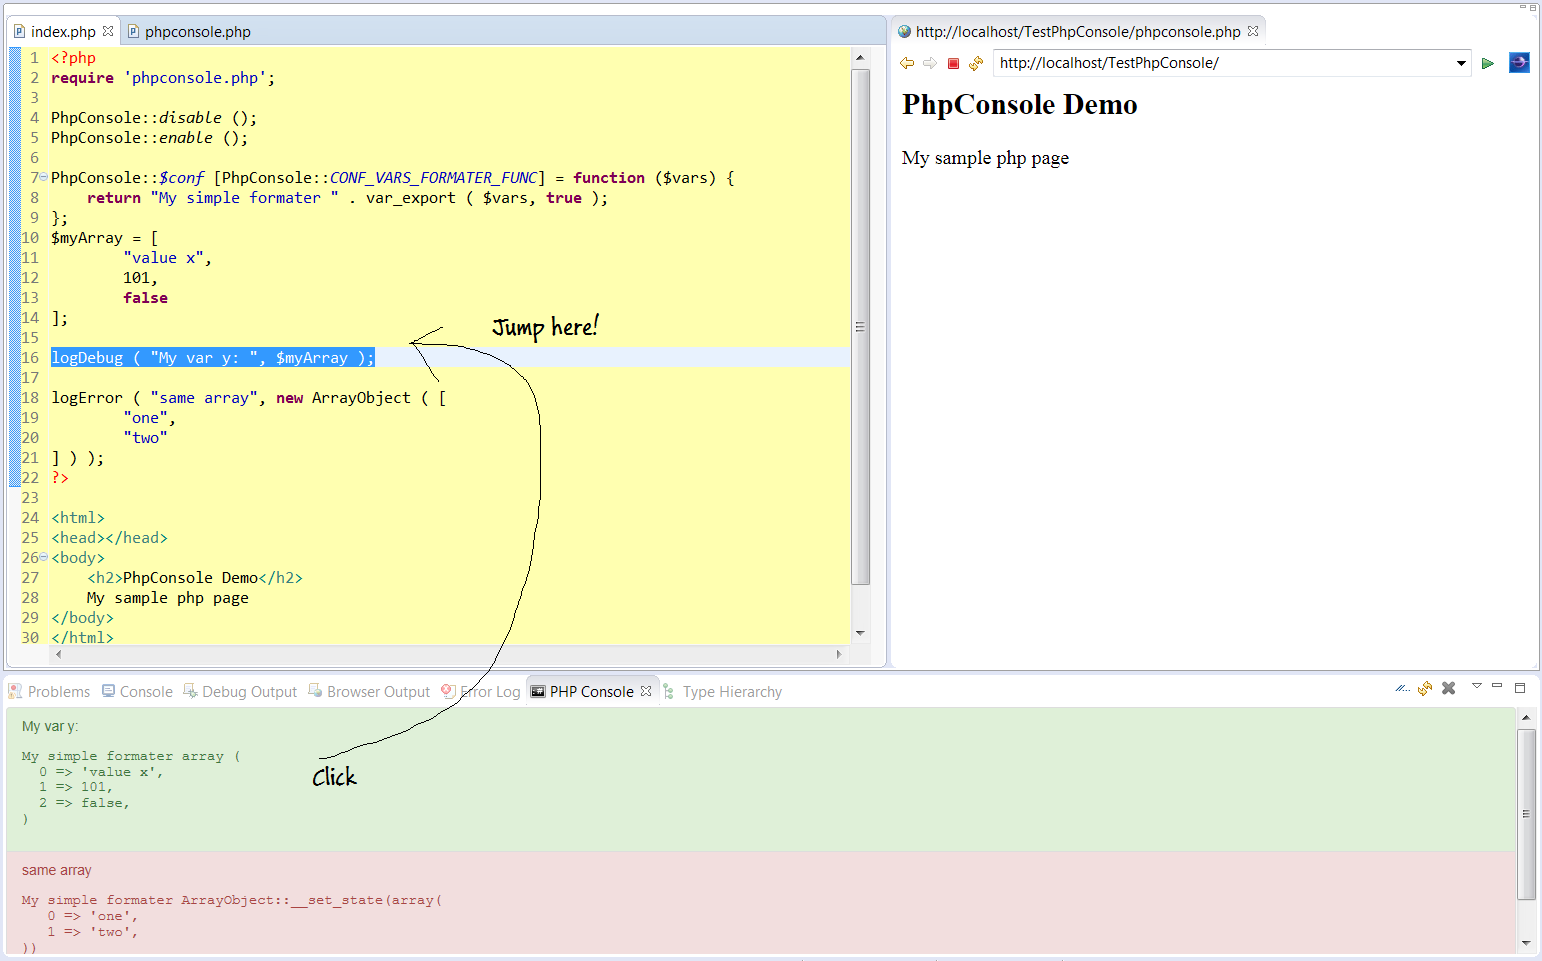 index.php
phpconsole.php
1 <?php
2 require 'phpconsole.php';
3
4 PhpConsole::disable ();
5 PhpConsole::enable ();
6
7 PhpConsole::$conf [PhpConsole::CONF_VARS_FORMATER_FUNC] = function ($vars) {
8     return "My simple formater " . var_export ( $vars, true );
9 };
10 $myArray = [
11         "value x",
12         101,
13         false
14 ];
15
16 logDebug ( "My var y: ", $myArray );
17
18 logError ( "same array", new ArrayObject ( [
19         "one",
20         "two"
21 ] ) );
22 ?>
23
24 <html>
25 <head></head>
26 <body>
27     <h2>PhpConsole Demo</h2>
28     My sample php page
29 </body>
30 </html>
Jump here!
http://localhost/TestPhpConsole/phpconsole.php
http://localhost/TestPhpConsole/
PhpConsole Demo
My sample php page
Problems Console Debug Output Browser Output Error Log PHP Console Type Hierarchy
My var y:
My simple formater array (
  0 => 'value x',
  1 => 101,
  2 => false,
)
Click
same array
My simple formater ArrayObject::__set_state(array(
   0 => 'one',
   1 => 'two',
))